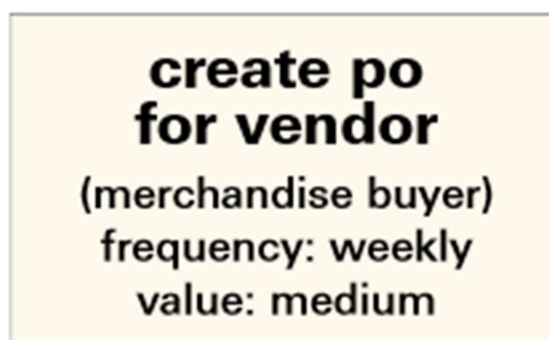 create po
for vendor
(merchandise buyer)
frequency: weekly
value: medium